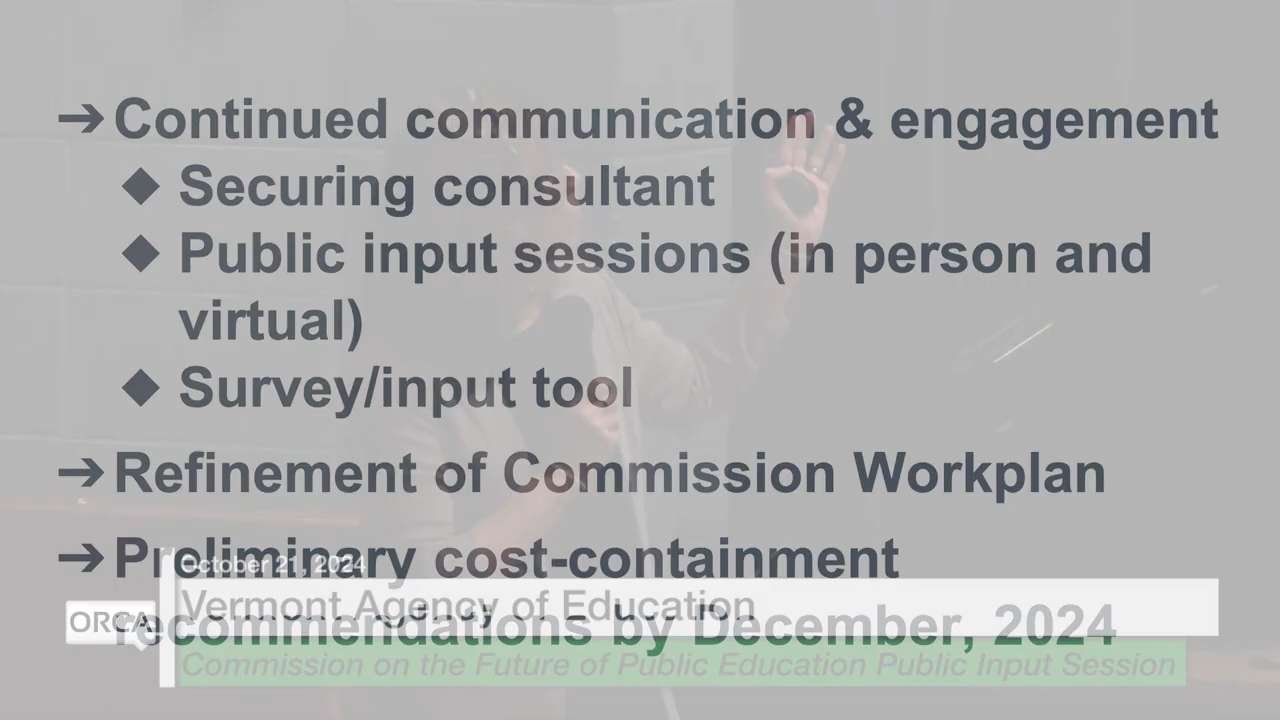 ➔ Continued communication & engagement
◆ Securing consultant
◆ Public input sessions (in person and
virtual)
◆ Survey/input tool
➔ Refinement of Commission Workplan
➔ Preliminary cost-containment
recommendations by December, 2024
October 21, 2024
ORCA
Vermont Agency of Education
Commission on the Future of Public Education Public Input Session